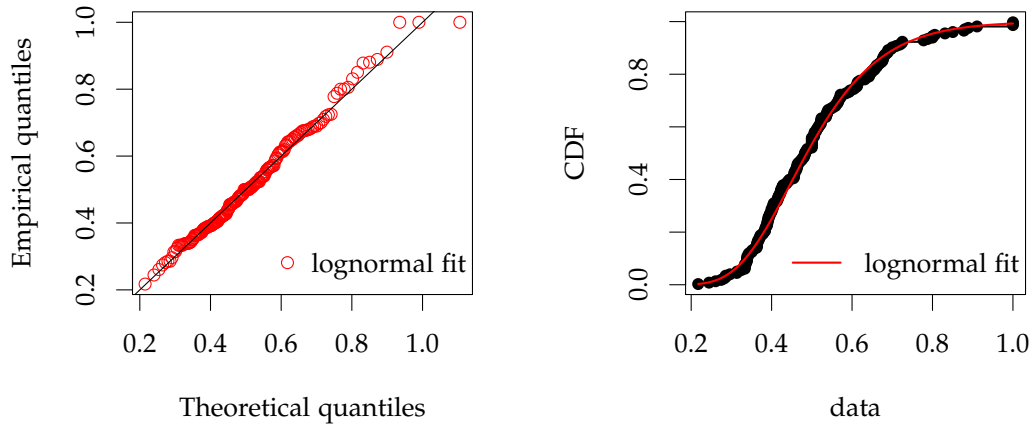 Empirical quantiles
1.0
0.8
0.6
0.4
0.2
lognormal fit
0.2 0.4 0.6 0.8 1.0
Theoretical quantiles
CDF
0.8
0.4
0.0
lognormal fit
0.2 0.4 0.6 0.8 1.0
data